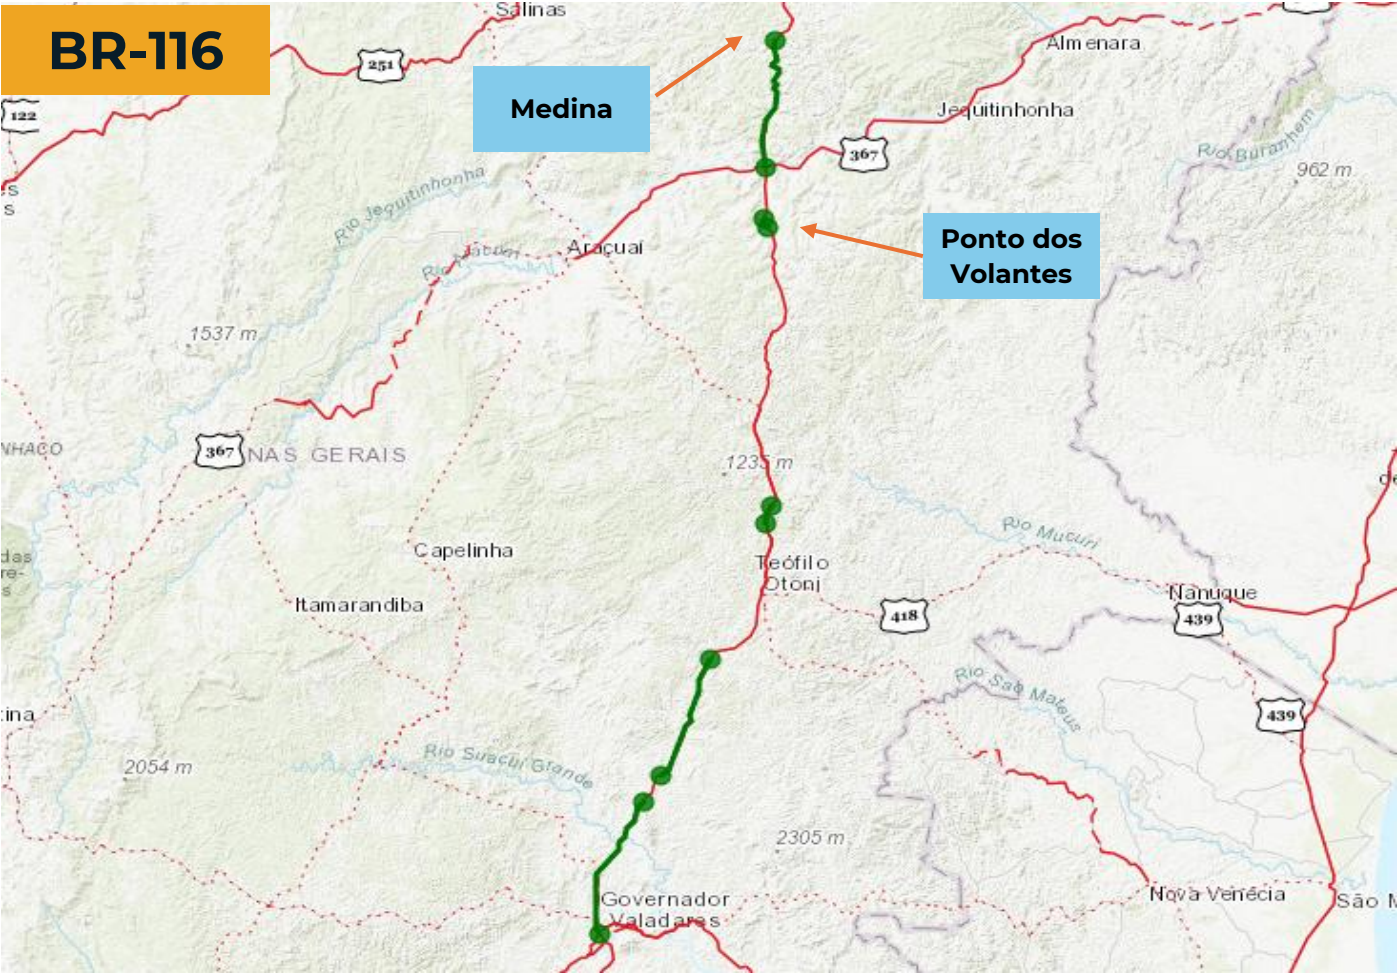 BR-116
Salinas
Almenara
251
Medina
122
Jequitinhonha
367
Rio Buranhem
962 m
Rio Jequitinhonha
Araçuaí
Ponto dos
Volantes
1537 m
367
NAS GERAIS
1235 m
Rio Mucuri
Capelinha
Teófilo
Otoni
Itamarandiba
Nanuque
418
439
Rio São Mateus
439
2054 m
Rio Suaçuí Grande
2305 m
Governador
Valadares
Nova Venécia
São M